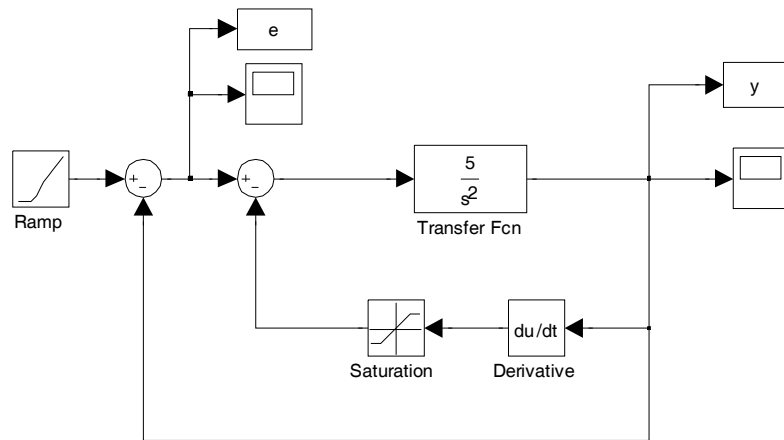 e
y
+
−
+
−
5
s2
Ramp
Transfer Fcn
du/dt
Saturation
Derivative